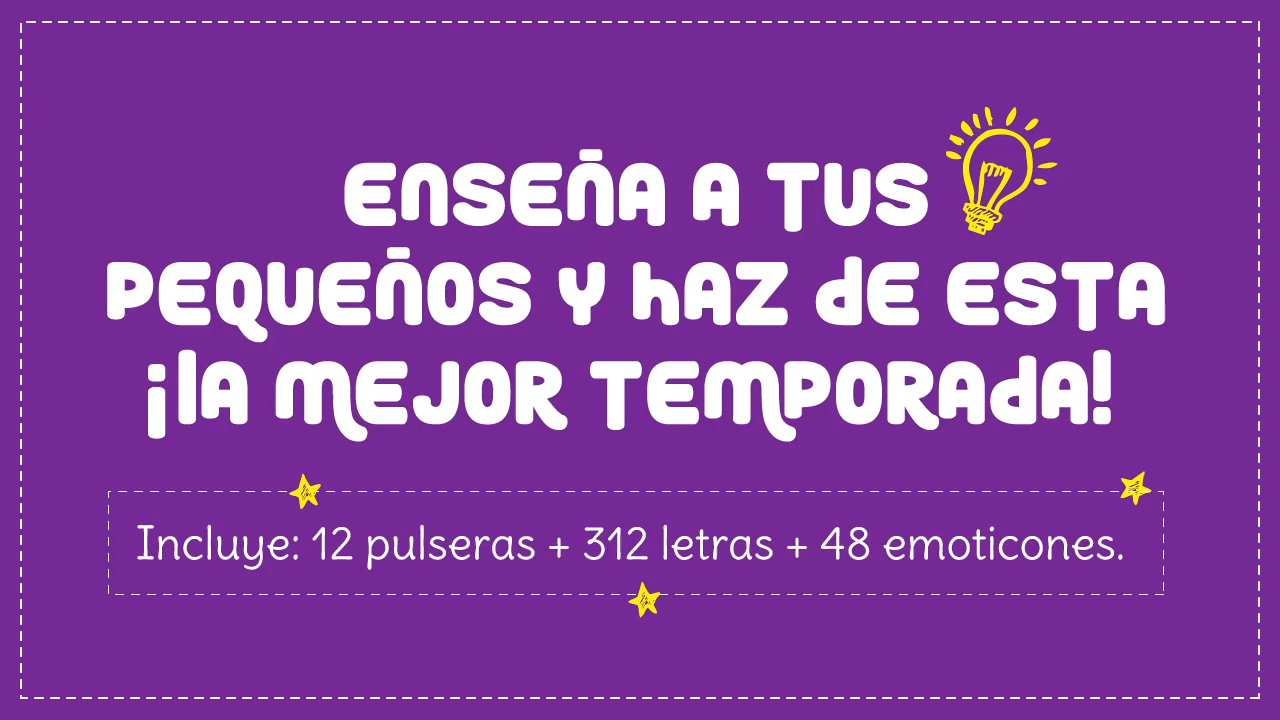 ENSEÑA A TUS
PEQUEÑOS Y hAZ dE ESTA
¡lA MEJOR TEMPORAdA!
Incluye: 12 pulseras + 312 letras + 48 emoticones.